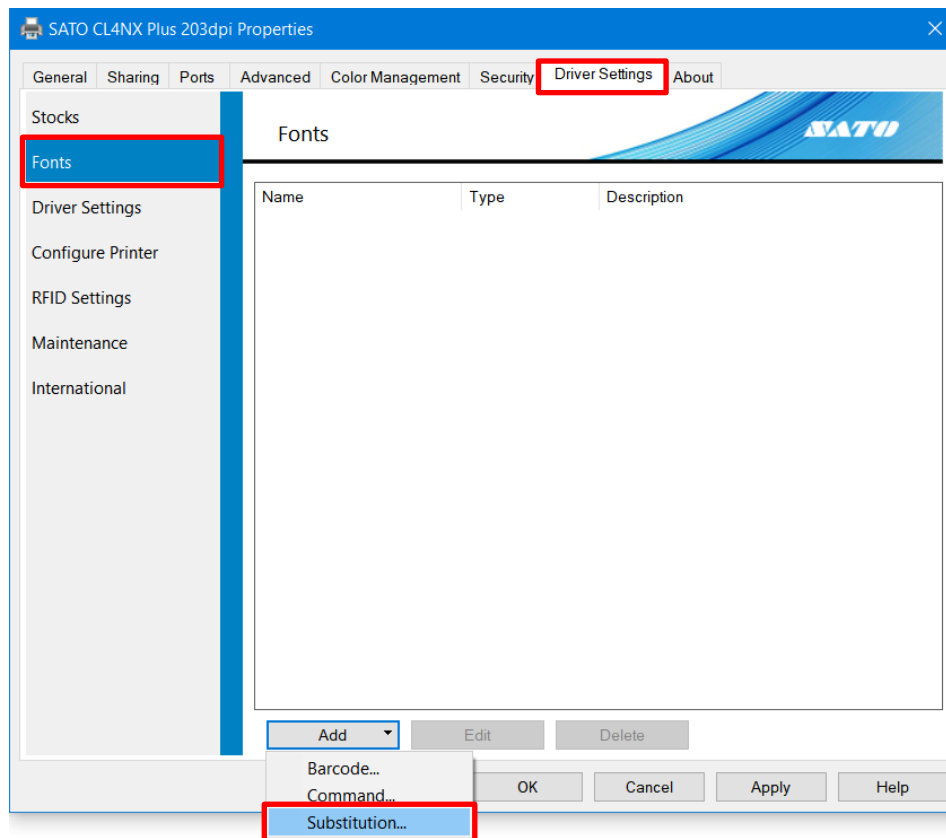 SATO CL4NX Plus 203dpi Properties
General Sharing Ports Advanced Color Management Security Driver Settings About
Stocks
Fonts
Driver Settings
Configure Printer
RFID Settings
Maintenance
International
Fonts
SATO
Name Type Description
Add Edit Delete
Barcode...
Command...
Substitution...
OK Cancel Apply Help